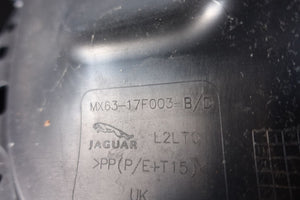 MX63-17F003-B/C
JAGUAR L2LTC
>PP(P/E+T15)
UK